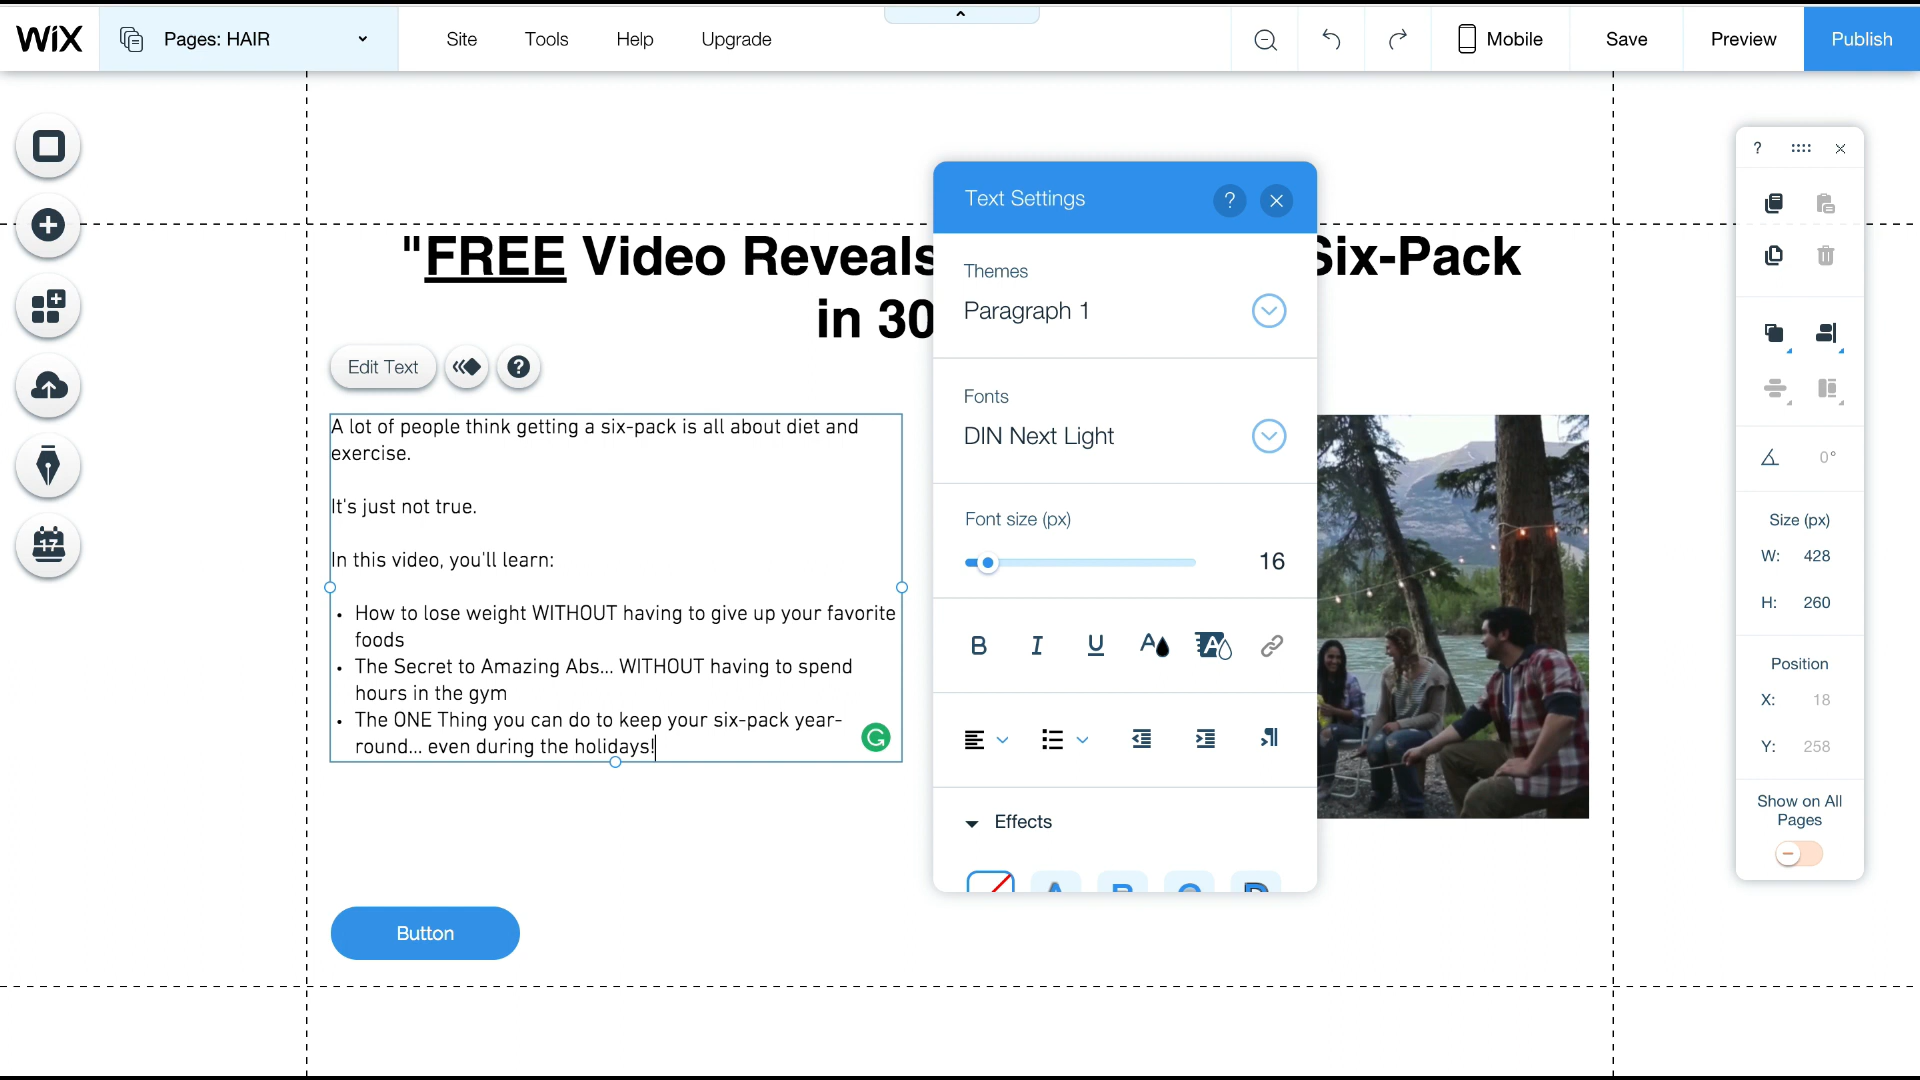 WiX
Pages: HAIR
Site
Tools
Help
Upgrade
Mobile
Save
Preview
Publish
"FREE Video Reveals
Six-Pack
in 30
Edit Text
?
A lot of people think getting a six-pack is all about diet and
exercise.
It's just not true.
In this video, you'll learn:
• How to lose weight WITHOUT having to give up your favorite
foods
• The Secret to Amazing Abs... WITHOUT having to spend
hours in the gym
• The ONE Thing you can do to keep your six-pack year-
round... even during the holidays!
Button
17
Text Settings
?
Themes
Paragraph 1
Fonts
DIN Next Light
Font size (px)
16
B I U A A
Effects
?
0°
Size (px)
W: 428
H: 260
Position
X: 18
Y: 258
Show on All
Pages